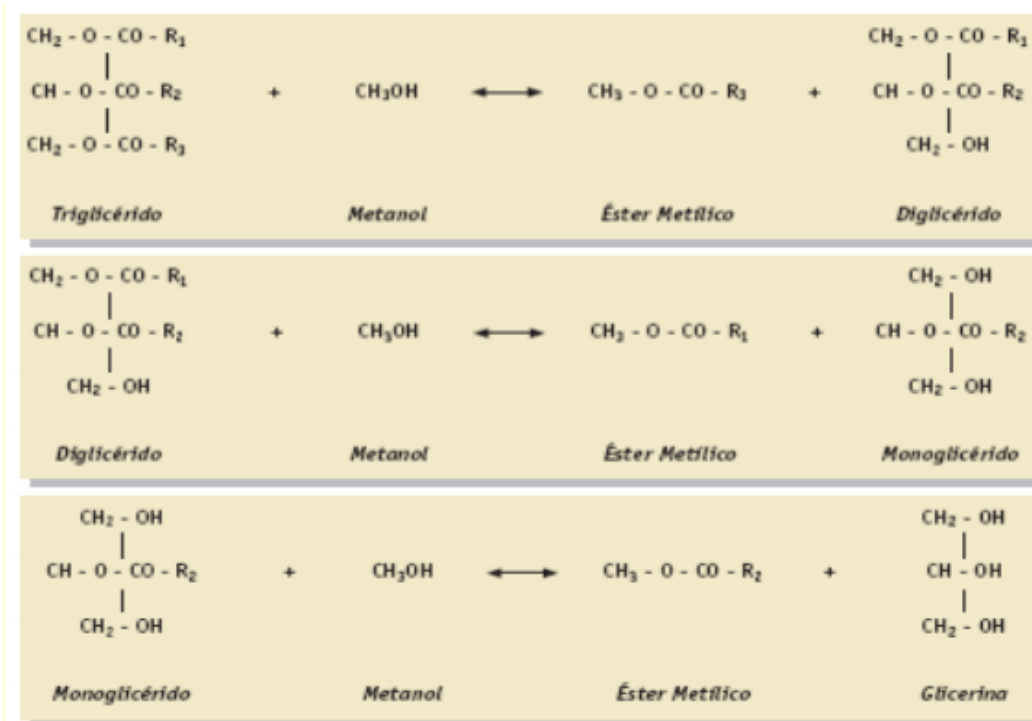 CH₂ - O - CO - R₁ CH₂ - O - CO - R₁
| |
CH - O - CO - R₂ + CH₃OH ⟷ CH₃ - O - CO - R₃ + CH - O - CO - R₂
| |
CH₂ - O - CO - R₃ CH₂ - OH
Triglicérido Metanol Éster Metílico Diglicérido
CH₂ - O - CO - R₁ CH₂ - OH
| |
CH - O - CO - R₂ + CH₃OH ⟷ CH₃ - O - CO - R₁ + CH - O - CO - R₂
| |
CH₂ - OH CH₂ - OH
Diglicérido Metanol Éster Metílico Monoglicérido
CH₂ - OH CH₂ - OH
| |
CH - O - CO - R₂ + CH₃OH ⟷ CH₃ - O - CO - R₂ + CH - OH
| |
CH₂ - OH CH₂ - OH
Monoglicérido Metanol Éster Metílico Glicerina